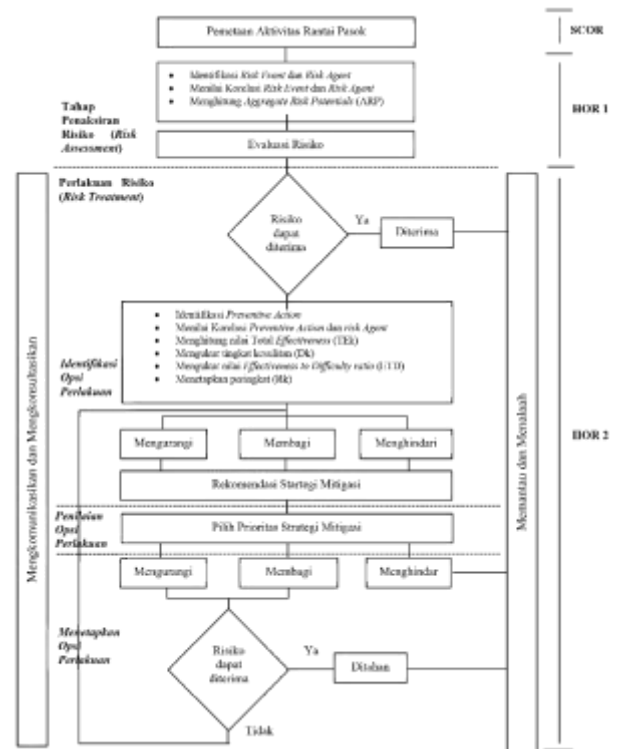 Pemetaan Aktivitas Rantai Pasok
SCOR
Identifikasi Risk Event dan Risk Agent
Menilai Korelasi Risk Event dan Risk Agent
Menghitung Aggregate Risk Potentials (ARP)
Tahap
Penaksiran
Risiko (Risk
Assessment)
HOR 1
Evaluasi Risiko
Perlakuan Risiko
(Risk Treatment)
Risiko
dapat
diterima
Ya
Diterima
Identifikasi Preventive Action
Menilai Korelasi Preventive Action dan risk Agent
Menghitung nilai Total Effectiveness (TEk)
Mengukur tingkat kesulitan (Dk)
Mengukur nilai Effectiveness to Difficulty ratio (ETD)
Menetapkan peringkat (Rk)
Identifikasi
Opsi
Perlakuan
Mengurangi
Membagi
Menghindari
Rekomendasi Startegi Mitigasi
HOR 2
Mengkomunikasikan dan Mengkonsultasikan
Memantau dan Menalaah
Penilaian
Opsi
Perlakuan
Pilih Prioritas Strategi Mitigasi
Mengurangi
Membagi
Menghindar
Menetapkan
Opsi
Perlakuan
Risiko
dapat
diterima
Ya
Ditahan
Tidak